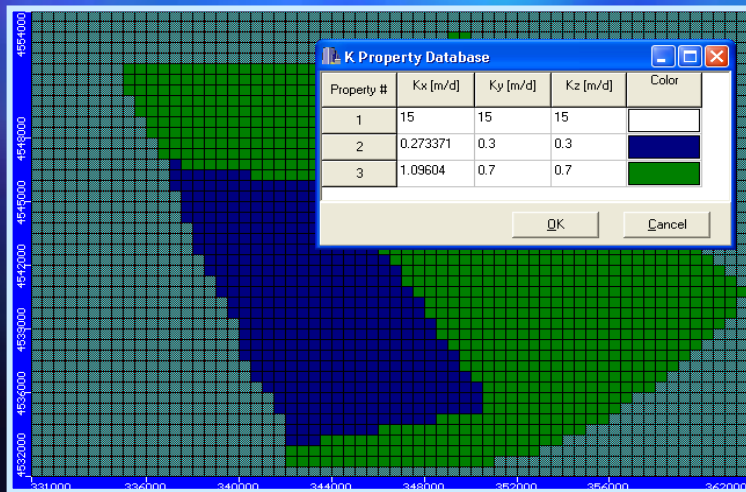 K Property Database
Property # Kx [m/d] Ky [m/d] Kz [m/d] Color
1 15 15 15
2 0.273371 0.3 0.3
3 1.09604 0.7 0.7
OK Cancel
4554000
4548000
4545000
4542000
4539000
4536000
4532000
331000 336000 340000 344000 348000 352000 356000 362000